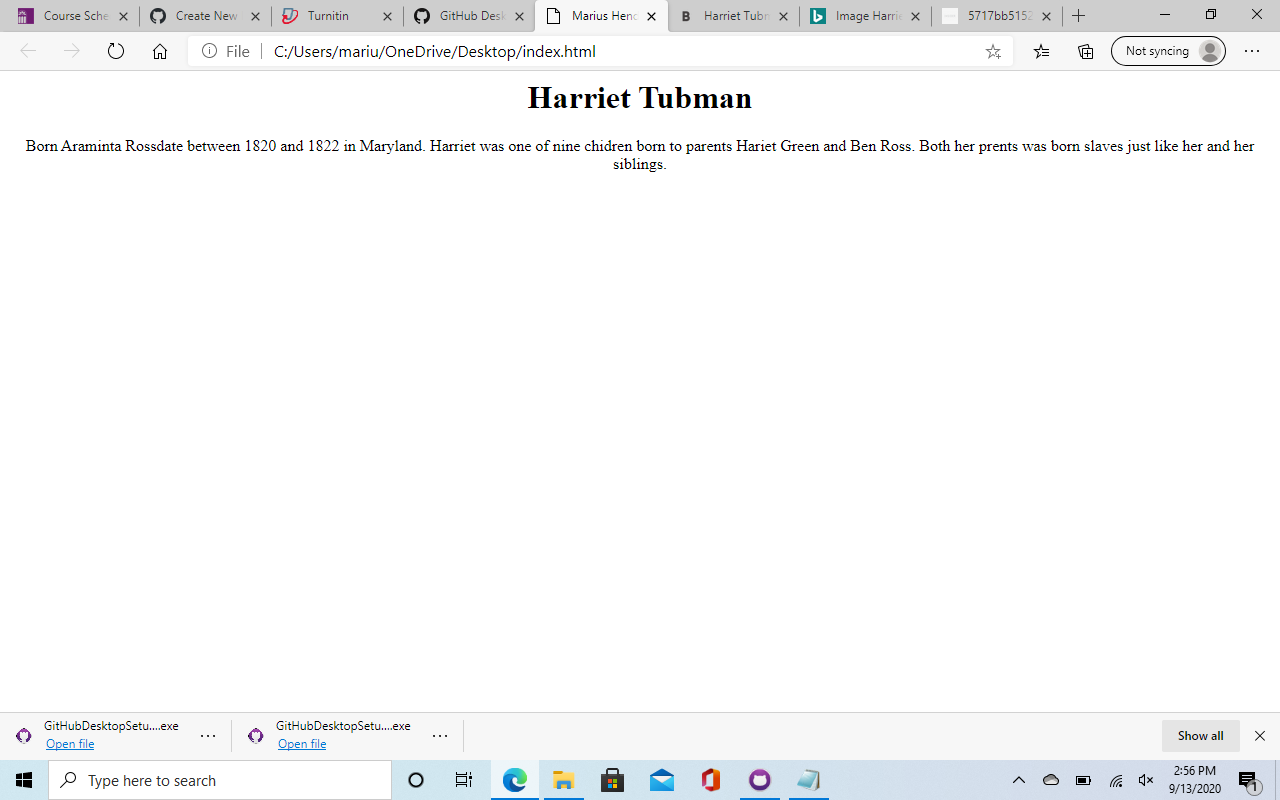 Course Sche
Create New
Turnitin
GitHub Desk
Marius Henc
B Harriet Tubr
Image Harrie
5717bb5152
File
C:/Users/mariu/OneDrive/Desktop/index.html
Not syncing
Harriet Tubman
Born Araminta Rossdate between 1820 and 1822 in Maryland. Harriet was one of nine chidren born to parents Hariet Green and Ben Ross. Both her prents was born slaves just like her and her
siblings.
GitHubDesktopSetu....exe
Open file
GitHubDesktopSetu....exe
Open file
Show all
Type here to search
2:56 PM
9/13/2020
1